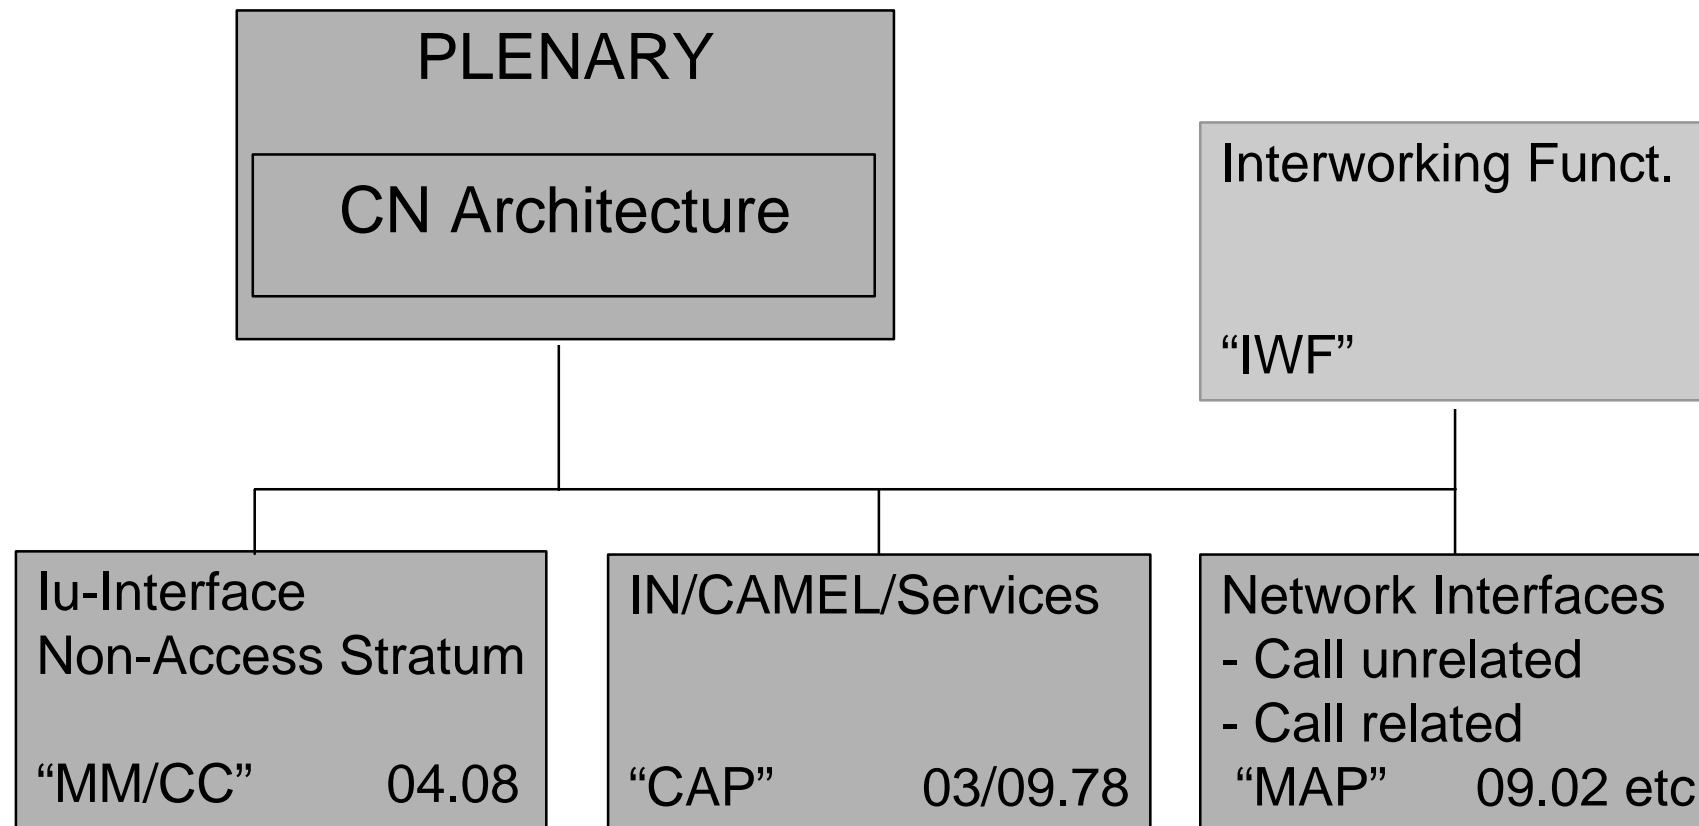 PLENARY
CN Architecture
Interworking Funct.
“IWF”
Iu-Interface
Non-Access Stratum
“MM/CC” 04.08
IN/CAMEL/Services
“CAP” 03/09.78
Network Interfaces
- Call unrelated
- Call related
“MAP” 09.02 etc